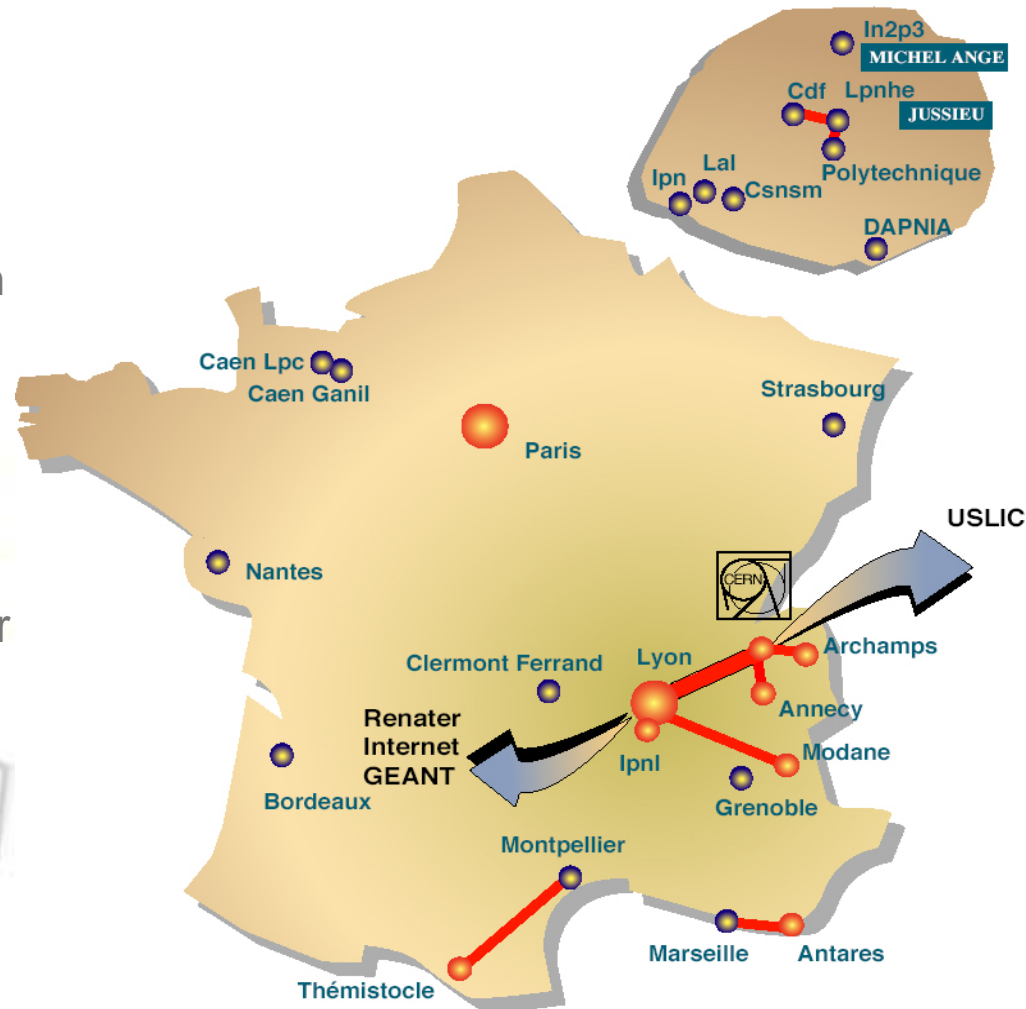 In2p3
MICHEL ANGE
Cdf
Lpnhe
JUSSIEU
Polytechnique
Lal
Ipn
Csnsm
DAPNIA
Caen Lpc
Caen Ganil
Strasbourg
Paris
USLIC
Nantes
CERN
Archamps
Lyon
Clermont Ferrand
Annecy
Renater
Internet
GEANT
Modane
Ipnl
Bordeaux
Grenoble
Montpellier
Marseille
Antares
Thémistocle